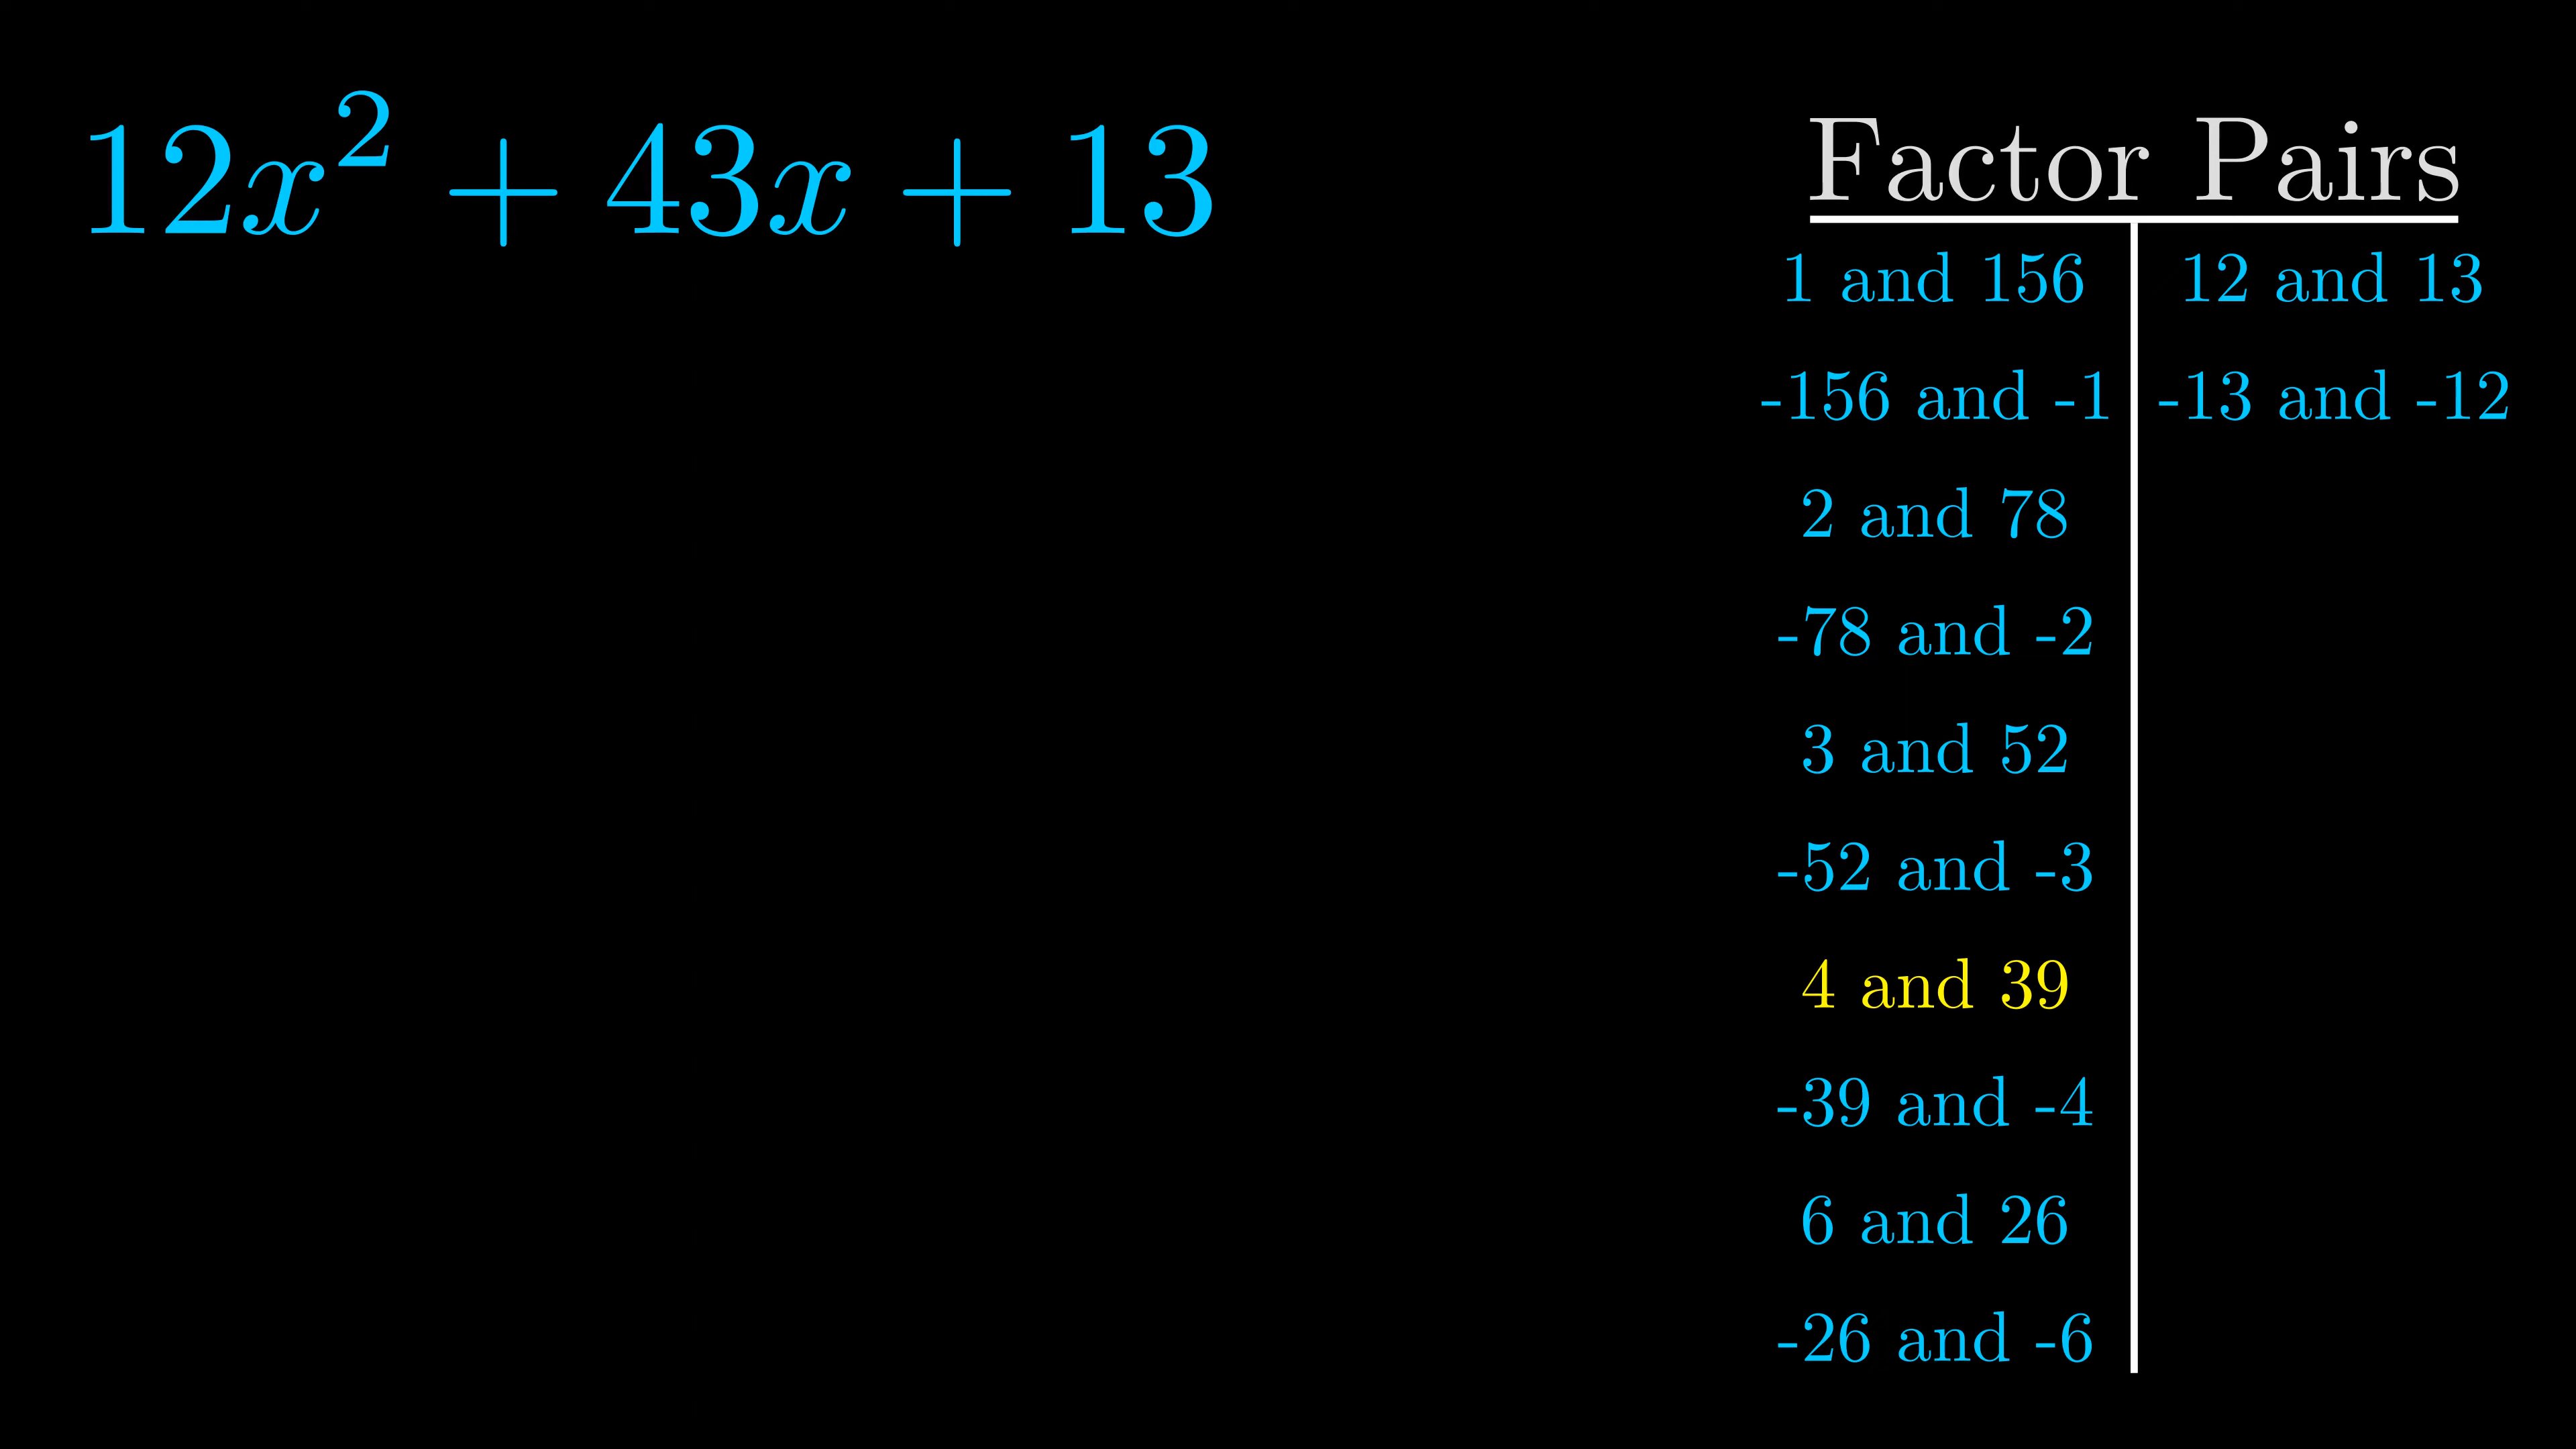 12x² + 43x + 13
Factor Pairs
1 and 156
-156 and -1
2 and 78
-78 and -2
3 and 52
-52 and -3
4 and 39
-39 and -4
6 and 26
-26 and -6
12 and 13
-13 and -12